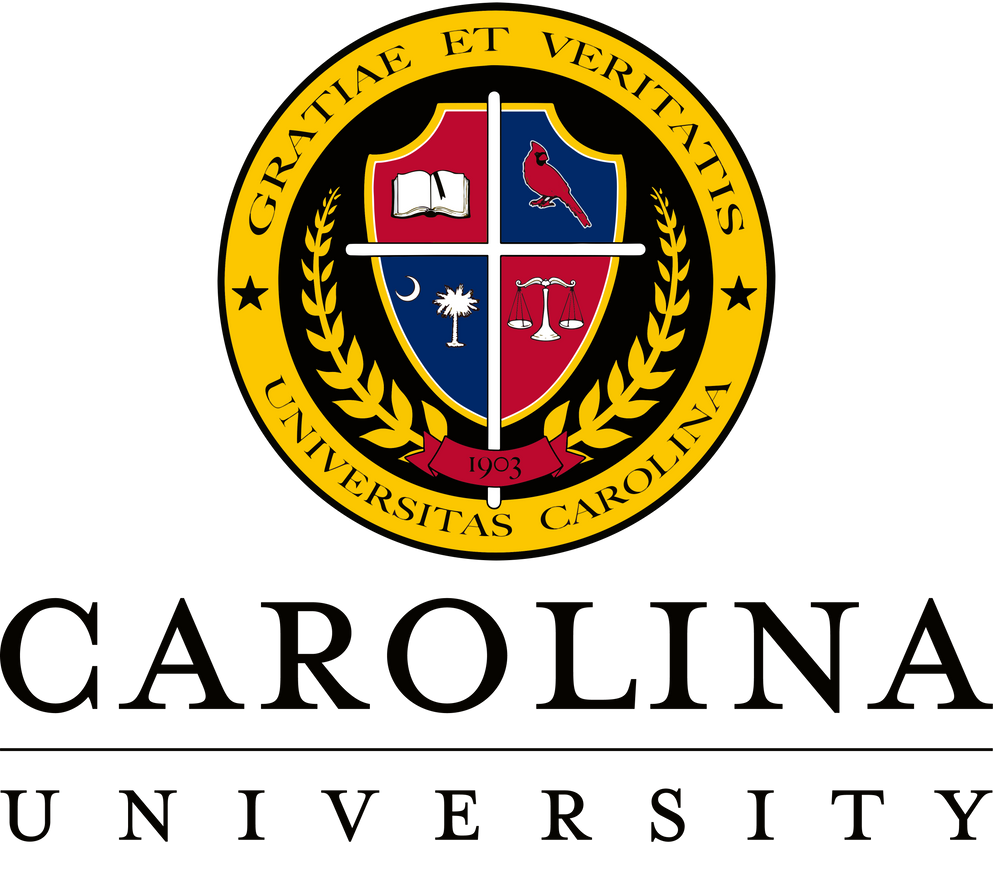 GRATIAE ET VERITATIS
1903
UNIVERSITAS CAROLINA
CAROLINA
UNIVERSITY